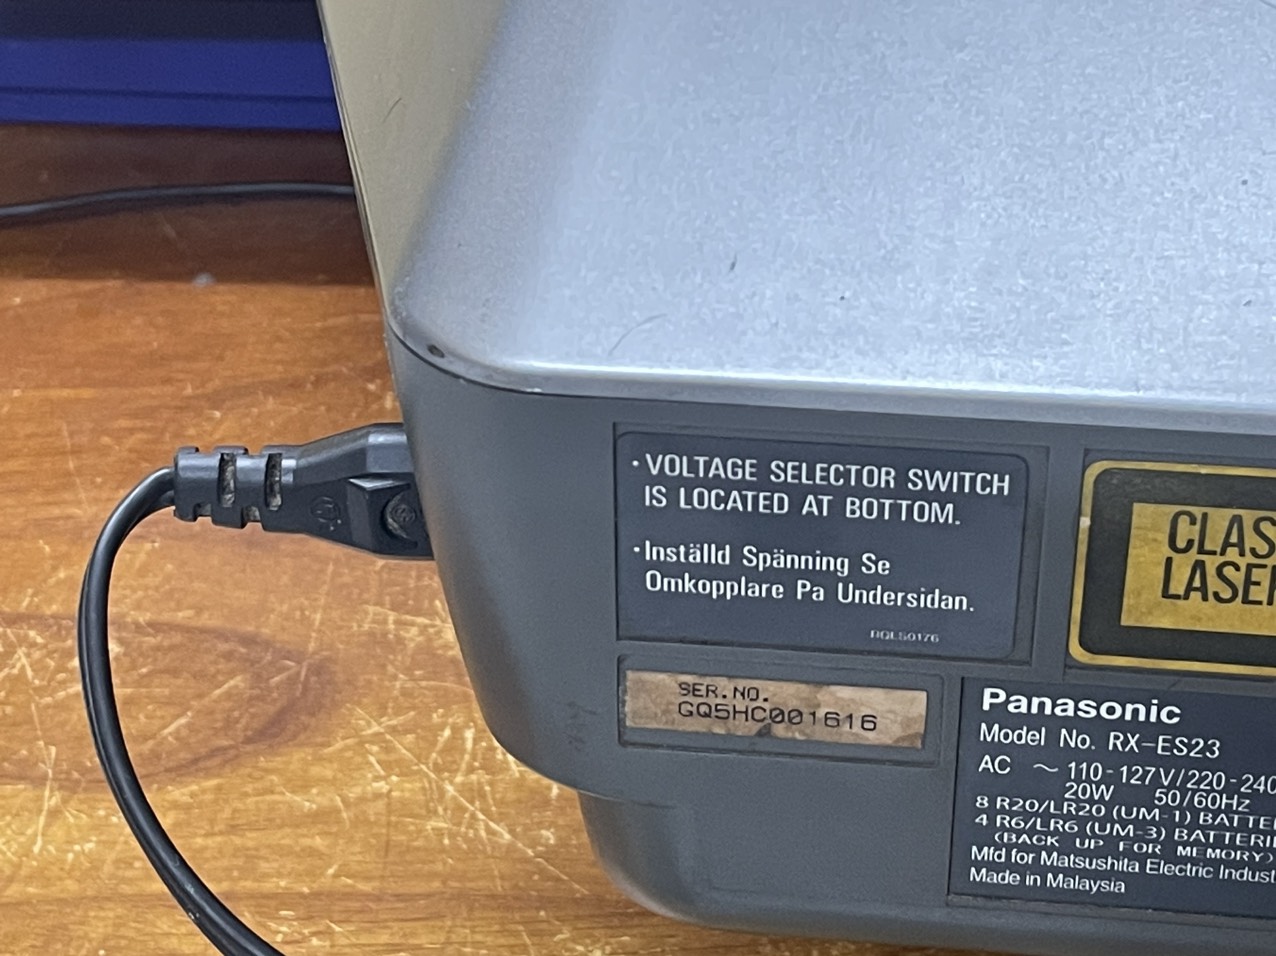 · VOLTAGE SELECTOR SWITCH
IS LOCATED AT BOTTOM.
· Inställd Spänning Se
Omkopplare Pa Undersidan.
RQLS0176
SER.NO.
GQ5HC001616
CLAS
LASER
Panasonic
Model No. RX-ES23
AC ~ 110-127V/220-240
20W 50/60Hz
8 R20/LR20 (UM-1) BATTE
4 R6/LR6 (UM-3) BATTERI
(BACK UP FOR MEMORY)
Mfd for Matsushita Electric Indust
Made in Malaysia